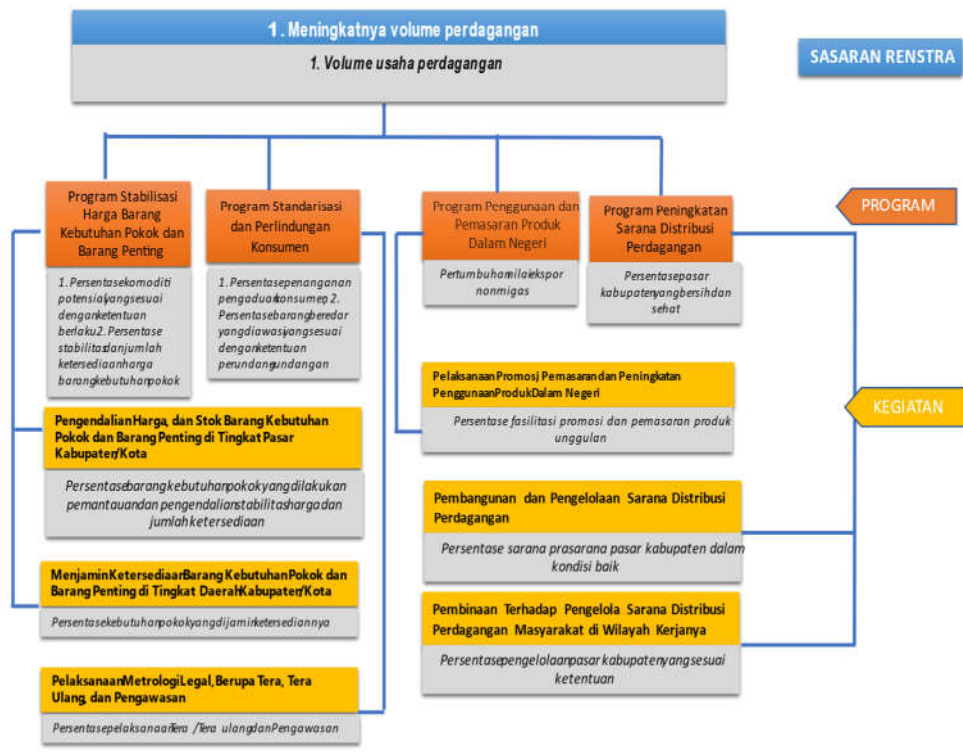 1. Meningkatnya volume perdagangan
1. Volume usaha perdagangan
SASARAN RENSTRA
Program Stabilisasi
Harga Barang
Kebutuhan Pokok dan
Barang Penting
1. Persentasekomoditi
potensialyangsesuai
denganketentuan
berlaku2. Persentase
stabilitasdanjumlah
ketersediaanharga
barangkebutuhanpokok
Program Standarisasi
dan Perlindungan
Konsumen
1. Persentasepenanganan
pengaduankonsumen, 2.
Persentasebarangberedar
yangdiawasiyangsesuai
denganketentuan
perundangundangan
Program Penggunaan dan
Pemasaran Produk
Dalam Negeri
Pertumbuhannilaiekspor
nonmigas
Program Peningkatan
Sarana Distribusi
Perdagangan
Persentasepasar
kabupatenyangbersihdan
sehat
PROGRAM
KEGIATAN
Pengendalian Harga, dan Stok Barang Kebutuhan
Pokok dan Barang Penting di Tingkat Pasar
Kabupaten/Kota
Persentasebarangkebutuhanpokokyangdilakukan
pemantauandan pengendalianstabilitashargadan
jumlahketersediaan
Menjamin KetersediaanBarang KebutuhanPokok dan
Barang Penting di Tingkat DaerahKabupaten/Kota
Persentasekebutuhanpokokyangdijaminketersediannya
PelaksanaanMetrologiLegal, Berupa Tera, Tera
Ulang, dan Pengawasan
PersentasepelaksanaanTera /Tera ulangdanPengawasan
Pelaksanaan Promosi, Pemasaran dan Peningkatan
PenggunaanProdukDalam Negeri
Persentase fasilitasi promosi dan pemasaran produk
unggulan
Pembangunan dan Pengelolaan Sarana Distribusi
Perdagangan
Persentase sarana prasarana pasar kabupaten dalam
kondisi baik
Pembinaan Terhadap Pengelola Sarana Distribusi
Perdagangan Masyarakat di Wilayah Kerjanya
Persentasepengelolaanpasar kabupatenyangsesuai
ketentuan